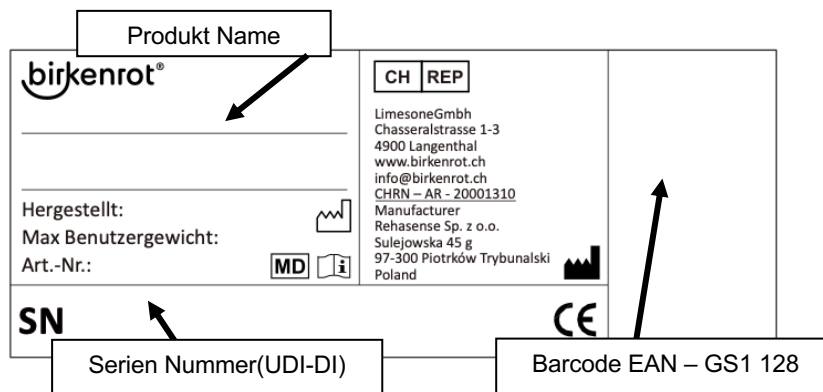 Produkt Name
birkenrot®
Hergestellt:
Max Benutzergewicht:
Art.-Nr.:
MD
CH REP
LimesoneGmbh
Chasseralstrasse 1-3
4900 Langenthal
www.birkenrot.ch
info@birkenrot.ch
CHRN – AR - 20001310
Manufacturer
Rehasense Sp. z o.o.
Sulejowska 45 g
97-300 Piotrków Trybunalski
Poland
SN
CE
Serien Nummer(UDI-DI)
Barcode EAN – GS1 128